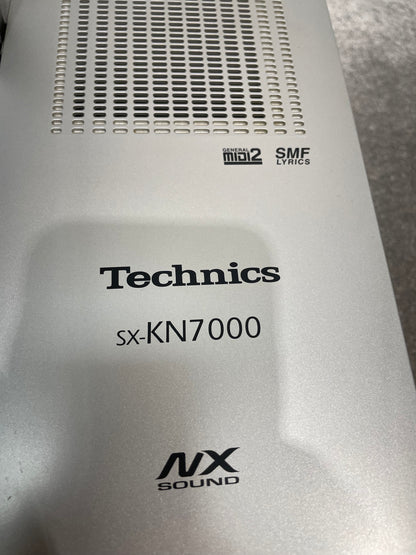 GENERAL
MIDI2
SMF
LYRICS
Technics
SX-KN7000
NX
SOUND